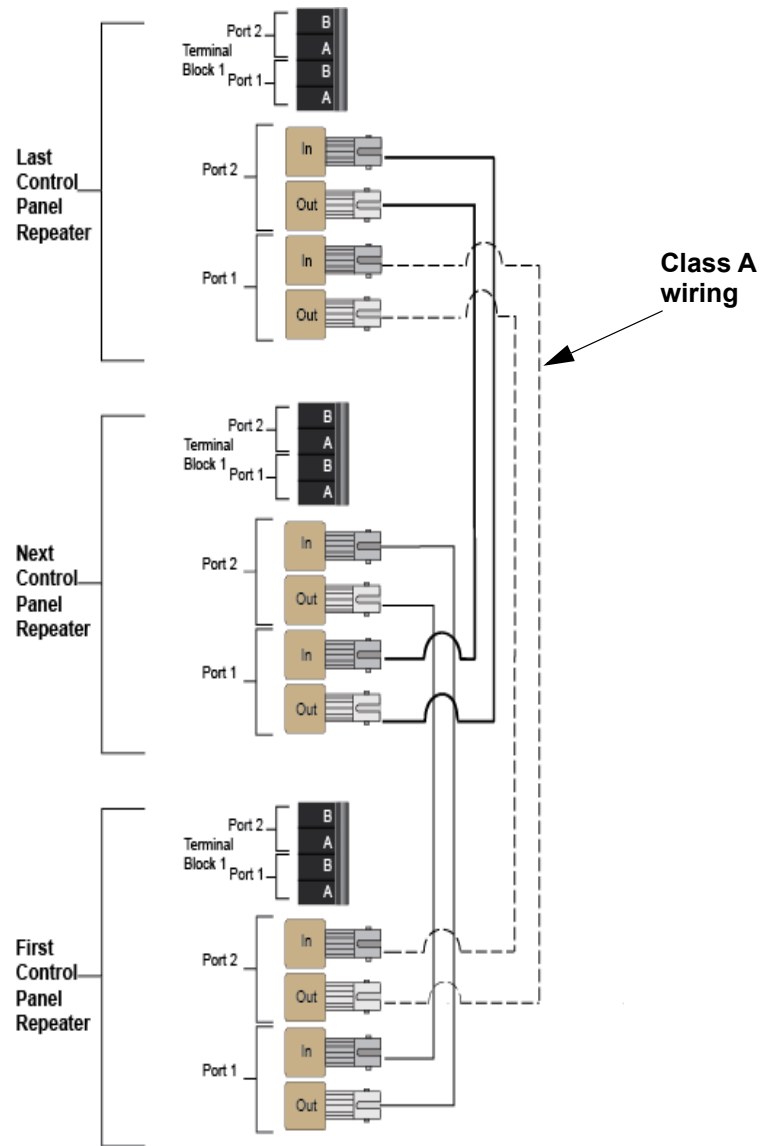 Last
Control
Panel
Repeater
Terminal
Block 1
Port 2
Port 1
B
A
B
A
Port 2
In
Out
Port 1
In
Out
Class A
wiring
Next
Control
Panel
Repeater
Terminal
Block 1
Port 2
Port 1
B
A
B
A
Port 2
In
Out
Port 1
In
Out
First
Control
Panel
Repeater
Terminal
Block 1
Port 2
Port 1
B
A
B
A
Port 2
In
Out
Port 1
In
Out